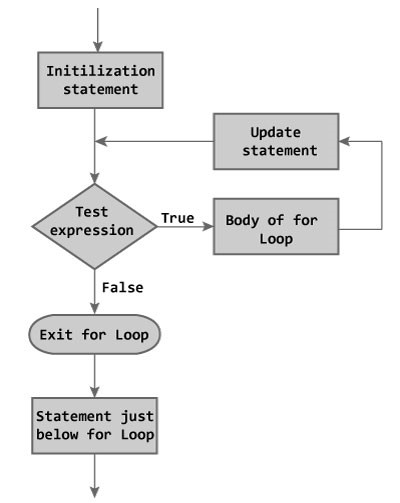 Initilization
statement
Update
statement
Test
expression
True
Body of for
Loop
False
Exit for Loop
Statement just
below for Loop